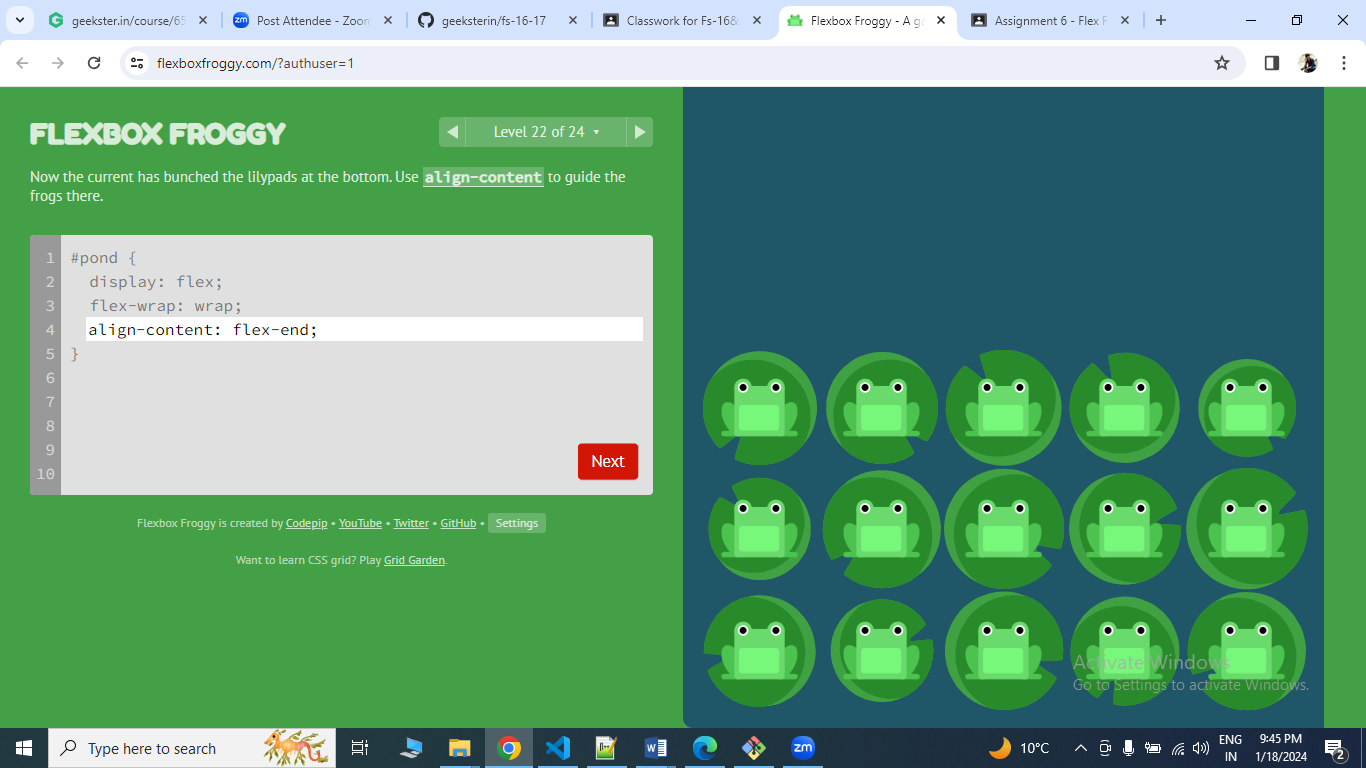 geekster.in/course/65
Post Attendee - Zoom
geeksterin/fs-16-17
Classwork for Fs-16&
Flexbox Froggy - A ga
Assignment 6 - Flex F
flexboxfroggy.com/?authuser=1
FLEXBOX FROGGY
Level 22 of 24
Now the current has bunched the lilypads at the bottom. Use align-content to guide the
frogs there.
1 #pond {
2 display: flex;
3 flex-wrap: wrap;
4 align-content: flex-end;
5 }
6
7
8
9
10
Next
Flexbox Froggy is created by Codepip • YouTube • Twitter • GitHub • Settings
Want to learn CSS grid? Play Grid Garden.
Activate Windows
Go to Settings to activate Windows.
Type here to search
10°C
ENG
IN
9:45 PM
1/18/2024
2